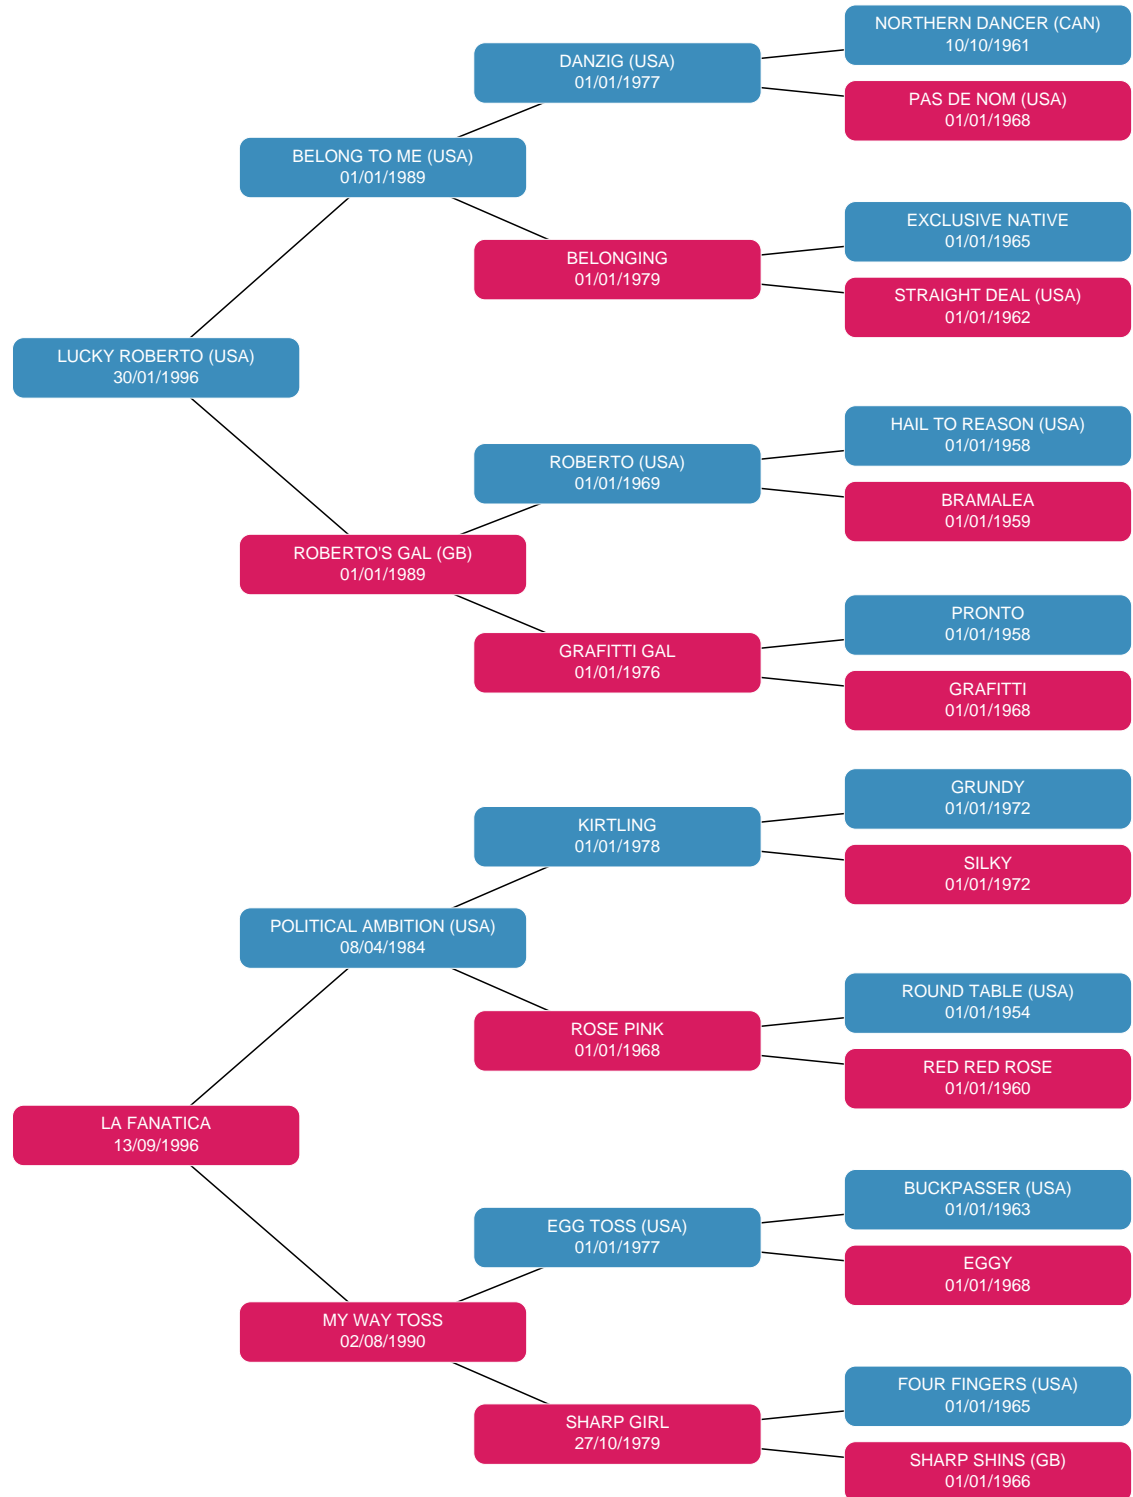 NORTHERN DANCER (CAN)
10/10/1961
DANZIG (USA)
01/01/1977
PAS DE NOM (USA)
01/01/1968
BELONG TO ME (USA)
01/01/1989
EXCLUSIVE NATIVE
01/01/1965
BELONGING
01/01/1979
STRAIGHT DEAL (USA)
01/01/1962
LUCKY ROBERTO (USA)
30/01/1996
HAIL TO REASON (USA)
01/01/1958
ROBERTO (USA)
01/01/1969
BRAMALEA
01/01/1959
ROBERTO'S GAL (GB)
01/01/1989
PRONTO
01/01/1958
GRAFITTI GAL
01/01/1976
GRAFITTI
01/01/1968
GRUNDY
01/01/1972
KIRTLING
01/01/1978
SILKY
01/01/1972
POLITICAL AMBITION (USA)
08/04/1984
ROUND TABLE (USA)
01/01/1954
ROSE PINK
01/01/1968
RED RED ROSE
01/01/1960
LA FANATICA
13/09/1996
BUCKPASSER (USA)
01/01/1963
EGG TOSS (USA)
01/01/1977
EGGY
01/01/1968
MY WAY TOSS
02/08/1990
FOUR FINGERS (USA)
01/01/1965
SHARP GIRL
27/10/1979
SHARP SHINS (GB)
01/01/1966